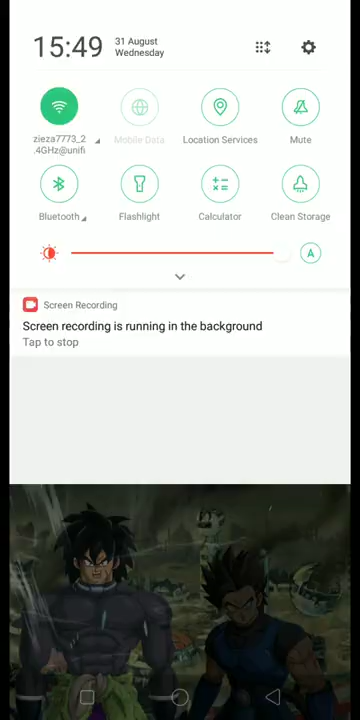 15:49
31 August
Wednesday
zieza7773_2
.4GHz@unifi
Mobile Data
Location Services
Mute
Bluetooth
Flashlight
Calculator
Clean Storage
A
Screen Recording
Screen recording is running in the background
Tap to stop